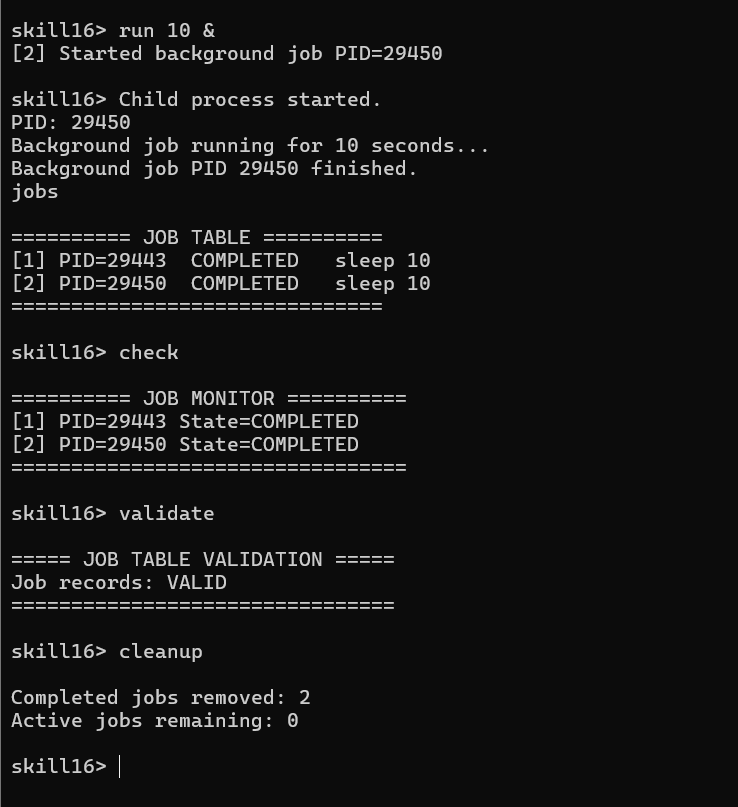 skill16> run 10 &
[2] Started background job PID=29450
skill16> Child process started.
PID: 29450
Background job running for 10 seconds...
Background job PID 29450 finished.
jobs
========== JOB TABLE ==========
[1] PID=29443  COMPLETED   sleep 10
[2] PID=29450  COMPLETED   sleep 10
===============================
skill16> check
========== JOB MONITOR ==========
[1] PID=29443 State=COMPLETED
[2] PID=29450 State=COMPLETED
=================================
skill16> validate
===== JOB TABLE VALIDATION =====
Job records: VALID
================================
skill16> cleanup
Completed jobs removed: 2
Active jobs remaining: 0
skill16>